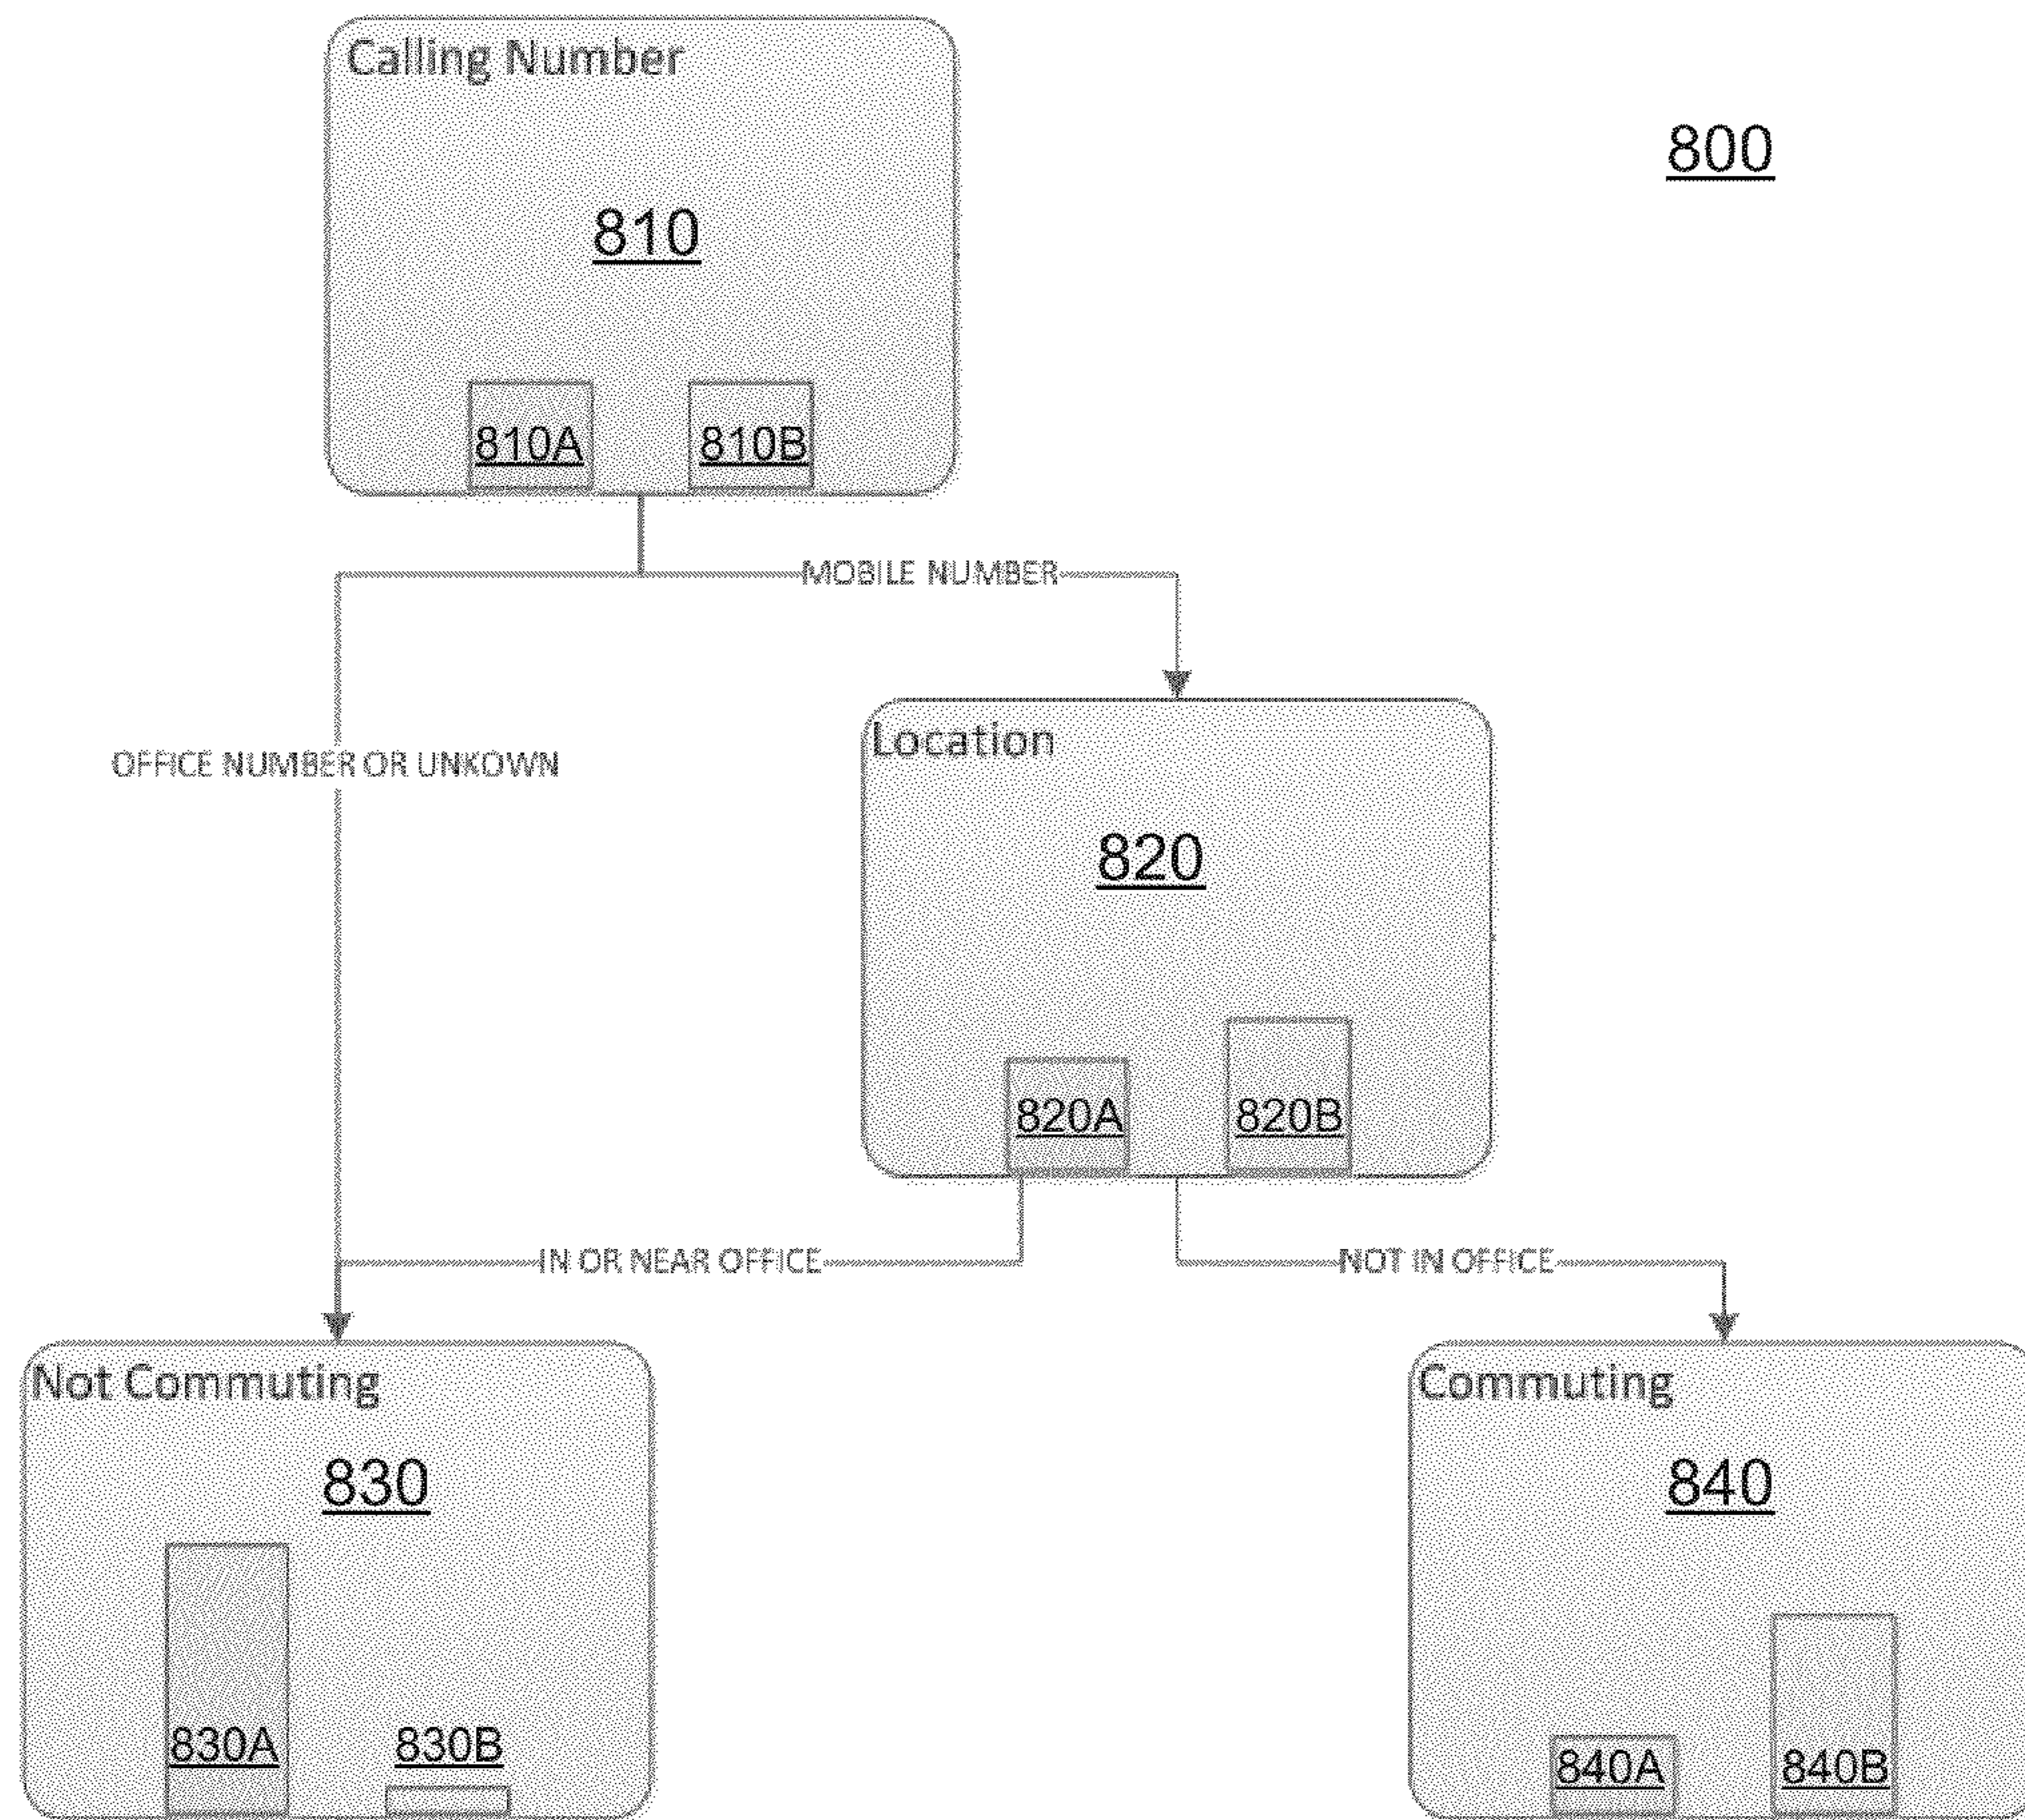 Calling Number
800
810
810A 810B
MOBILE NUMBER
OFFICE NUMBER OR UNKOWN
Location
820
820A 820B
IN OR NEAR OFFICE NOT IN OFFICE
Not Commuting Commuting
830 840
830A 830B 840A 840B